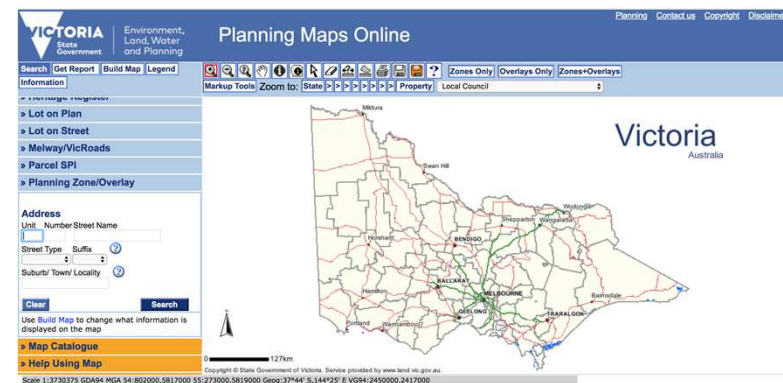 Planning Contact us Copyright Disclaime
VICTORIA
State
Government
Environment,
Land, Water
and Planning
Planning Maps Online
Search Get Report Build Map Legend
Information
Zones Only Overlays Only Zones+Overlays
Markup Tools Zoom to: State > > > > > > > > Property Local Council
» Heritage Register
» Lot on Plan
» Lot on Street
» Melway/VicRoads
» Parcel SPI
» Planning Zone/Overlay
Address
Unit Number Street Name
Street Type Suffix
Suburb/ Town/ Locality
Clear Search
Use Build Map to change what information is
displayed on the map
» Map Catalogue
» Help Using Map
Victoria
Australia
Mildura
Swan Hill
Wodonga
Shepparton Wangaratta
Horsham
BENDIGO
BALLARAT
MELBOURNE
Hamilton
Bairnsdale
GEELONG
TRARALGON
Portland Warrnambool
0 127km
Copyright © State Government of Victoria. Service provided by www.land.vic.gov.au.
Scale 1:3730375 GDA94 MGA 54:802000,5817000 55:273000,5819000 Geog:37°44' S,144°25' E VG94:2450000,2417000